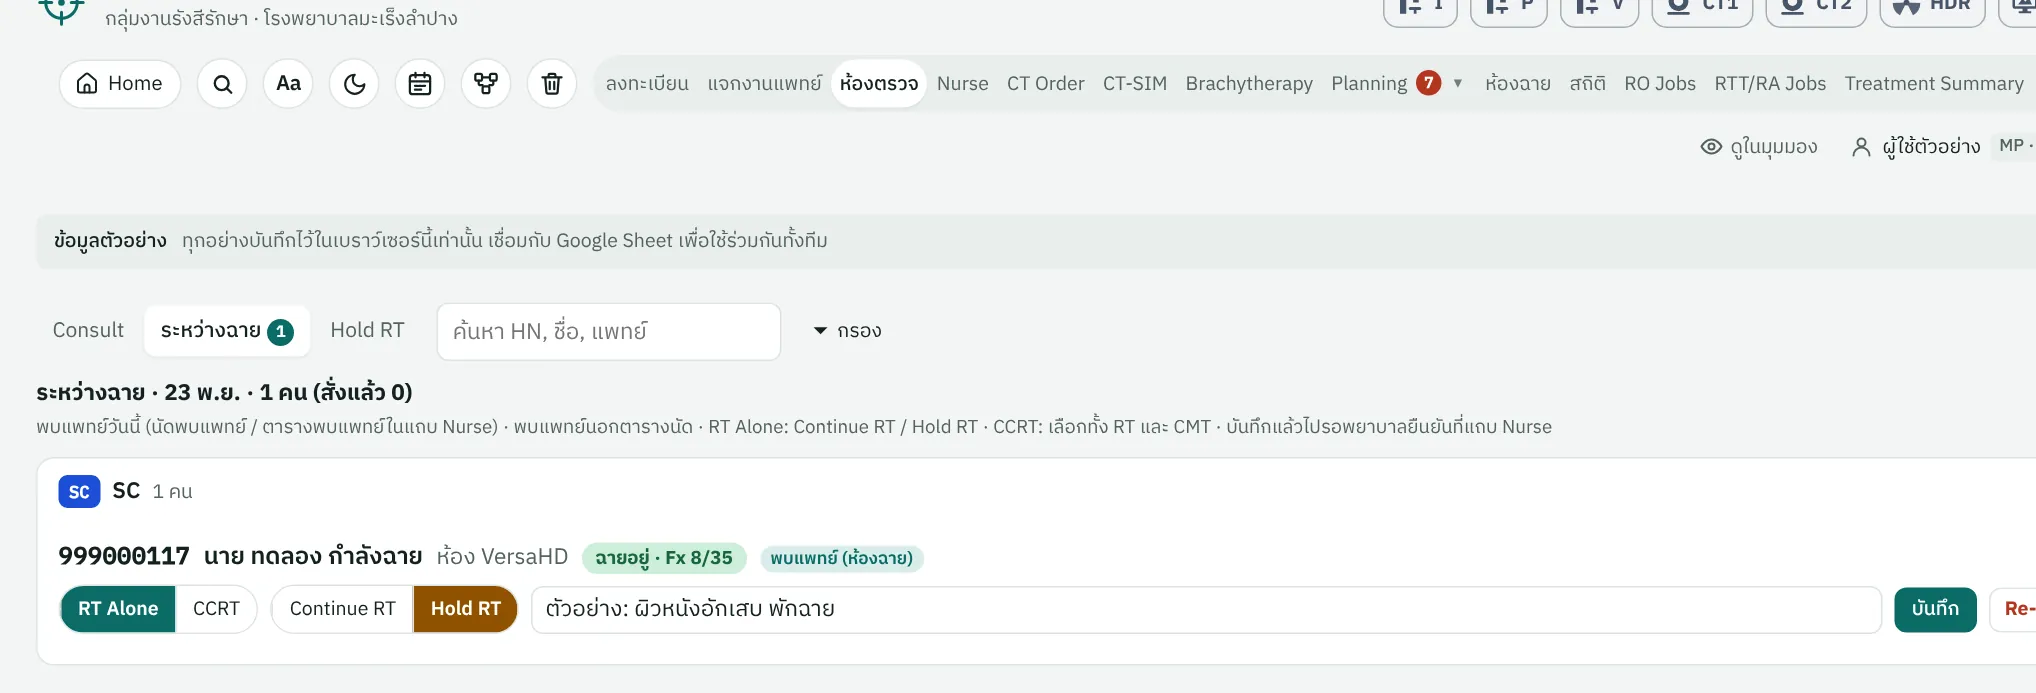 กลุ่มงานรังสีรักษา · โรงพยาบาลมะเร็งลำปาง
I P V CT1 CT2 HDR
Home Aa ลงทะเบียน แจกงานแพทย์ ห้องตรวจ Nurse CT Order CT-SIM Brachytherapy Planning 7 ▾ ห้องฉาย สถิติ RO Jobs RTT/RA Jobs Treatment Summary
ดูในมุมมอง ผู้ใช้ตัวอย่าง MP ·
ข้อมูลตัวอย่าง ทุกอย่างบันทึกไว้ในเบราว์เซอร์นี้เท่านั้น เชื่อมกับ Google Sheet เพื่อใช้ร่วมกันทั้งทีม
Consult ระหว่างฉาย 1 Hold RT ค้นหา HN, ชื่อ, แพทย์ ▾ กรอง
ระหว่างฉาย · 23 พ.ย. · 1 คน (สั่งแล้ว 0)
พบแพทย์วันนี้ (นัดพบแพทย์ / ตารางพบแพทย์ในแถบ Nurse) · พบแพทย์นอกตารางนัด · RT Alone: Continue RT / Hold RT · CCRT: เลือกทั้ง RT และ CMT · บันทึกแล้วไปรอพยาบาลยืนยันที่แถบ Nurse
SC SC 1 คน
999000117 นาย ทดลอง กำลังฉาย ห้อง VersaHD ฉายอยู่ · Fx 8/35 พบแพทย์ (ห้องฉาย)
RT Alone CCRT Continue RT Hold RT ตัวอย่าง: ผิวหนังอักเสบ พักฉาย บันทึก Re-